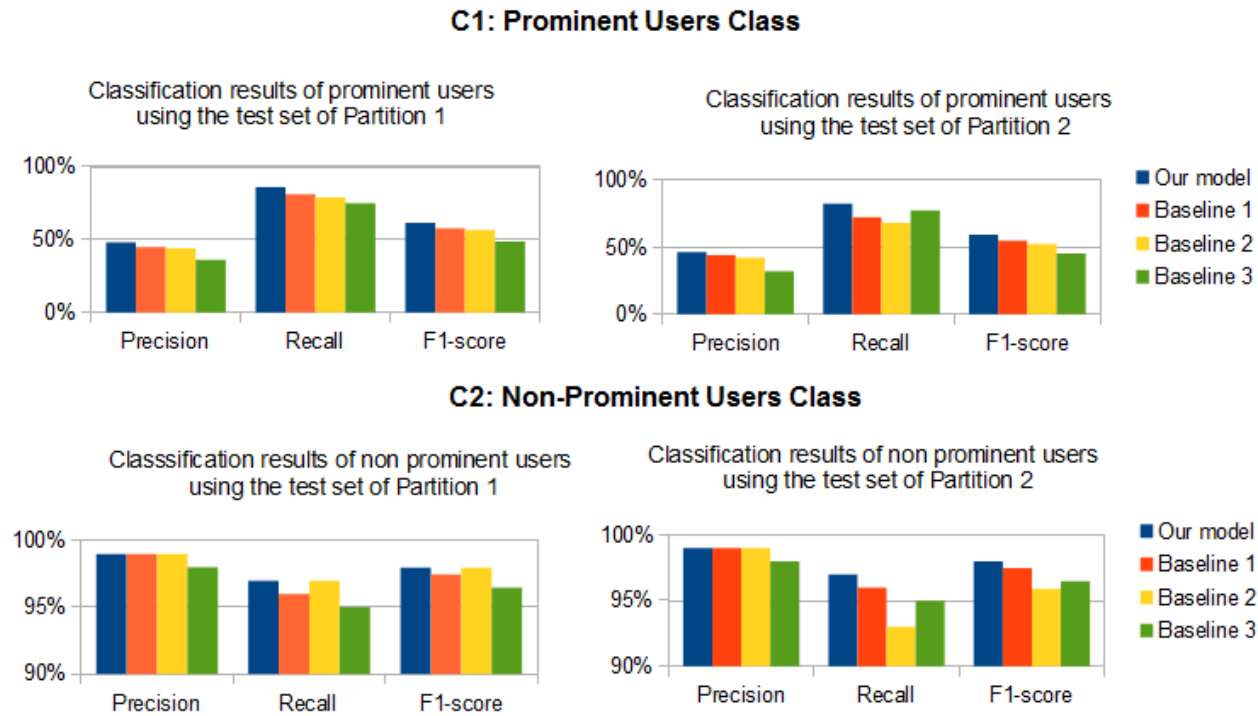 C1: Prominent Users Class
Classification results of prominent users
using the test set of Partition 1
100%
50%
0%
Precision
Recall
F1-score
Classification results of prominent users
using the test set of Partition 2
100%
50%
0%
Precision
Recall
F1-score
Our model
Baseline 1
Baseline 2
Baseline 3
C2: Non-Prominent Users Class
Classsification results of non prominent users
using the test set of Partition 1
100%
95%
90%
Precision
Recall
F1-score
Classification results of non prominent users
using the test set of Partition 2
100%
95%
90%
Precision
Recall
F1-score
Our model
Baseline 1
Baseline 2
Baseline 3